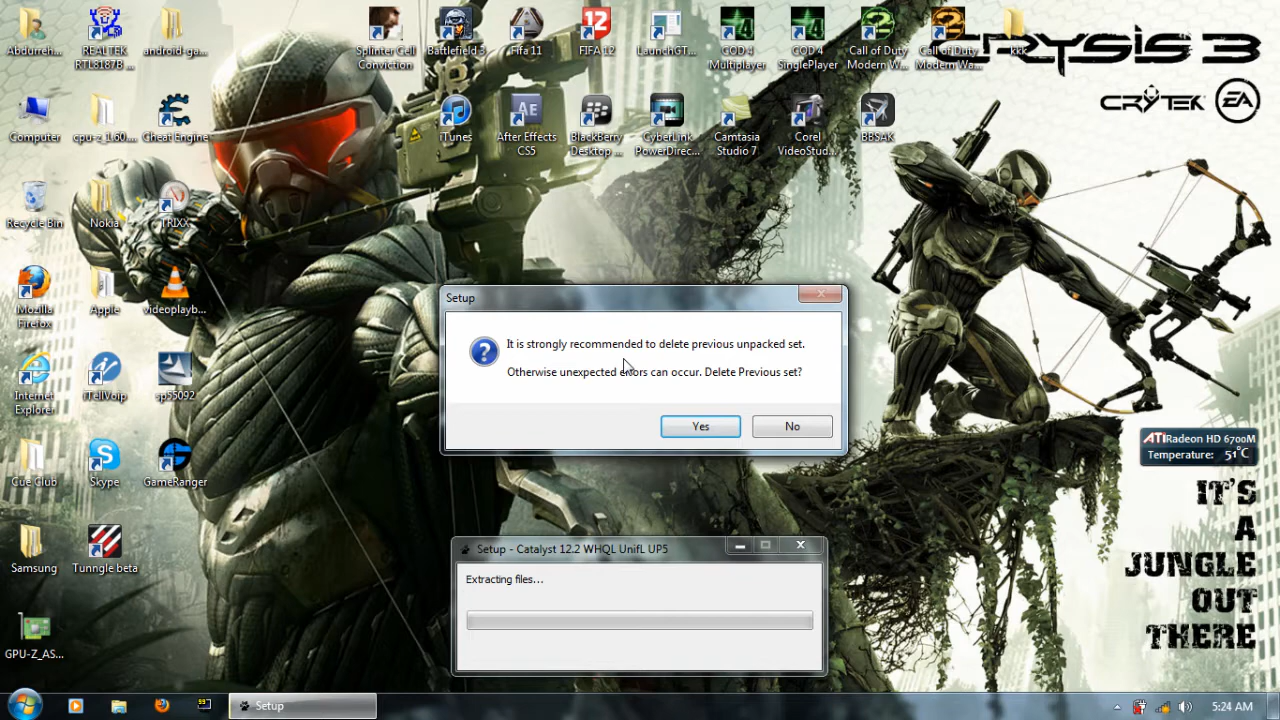 Abdurreh...
REALTEK
RTL8187B ...
android-ga...
Splinter Cell
Conviction
Battlefield 3
Fifa 11
12
FIFA 12
LaunchGT...
4
COD 4
Multiplayer
4
COD 4
SinglePlayer
Call of Duty
Modern W...
Call of Duty
Modern Wa...
kkk
CRYSIS 3
CRYTEK EA
Computer
cpu-z_1.60....
Cheat Engine
iTunes
AE
After Effects
CS5
BlackBerry
Desktop ...
CyberLink
PowerDirec...
Camtasia
Studio 7
Corel
VideoStud...
BBSAK
Recycle Bin
Nokia
TRIXX
Mozilla
Firefox
Apple
videoplayb...
Internet
Explorer
iTellVoip
sp55092
Cue Club
Skype
GameRanger
Samsung
Tunngle beta
GPU-Z_AS...
Setup
It is strongly recommended to delete previous unpacked set.
Otherwise unexpected errors can occur. Delete Previous set?
Yes
No
ATI Radeon HD 6700M
Temperature: 51°C
IT'S
A
JUNGLE
OUT
THERE
Setup - Catalyst 12.2 WHQL UnifL UP5
Extracting files...
Setup
5:24 AM